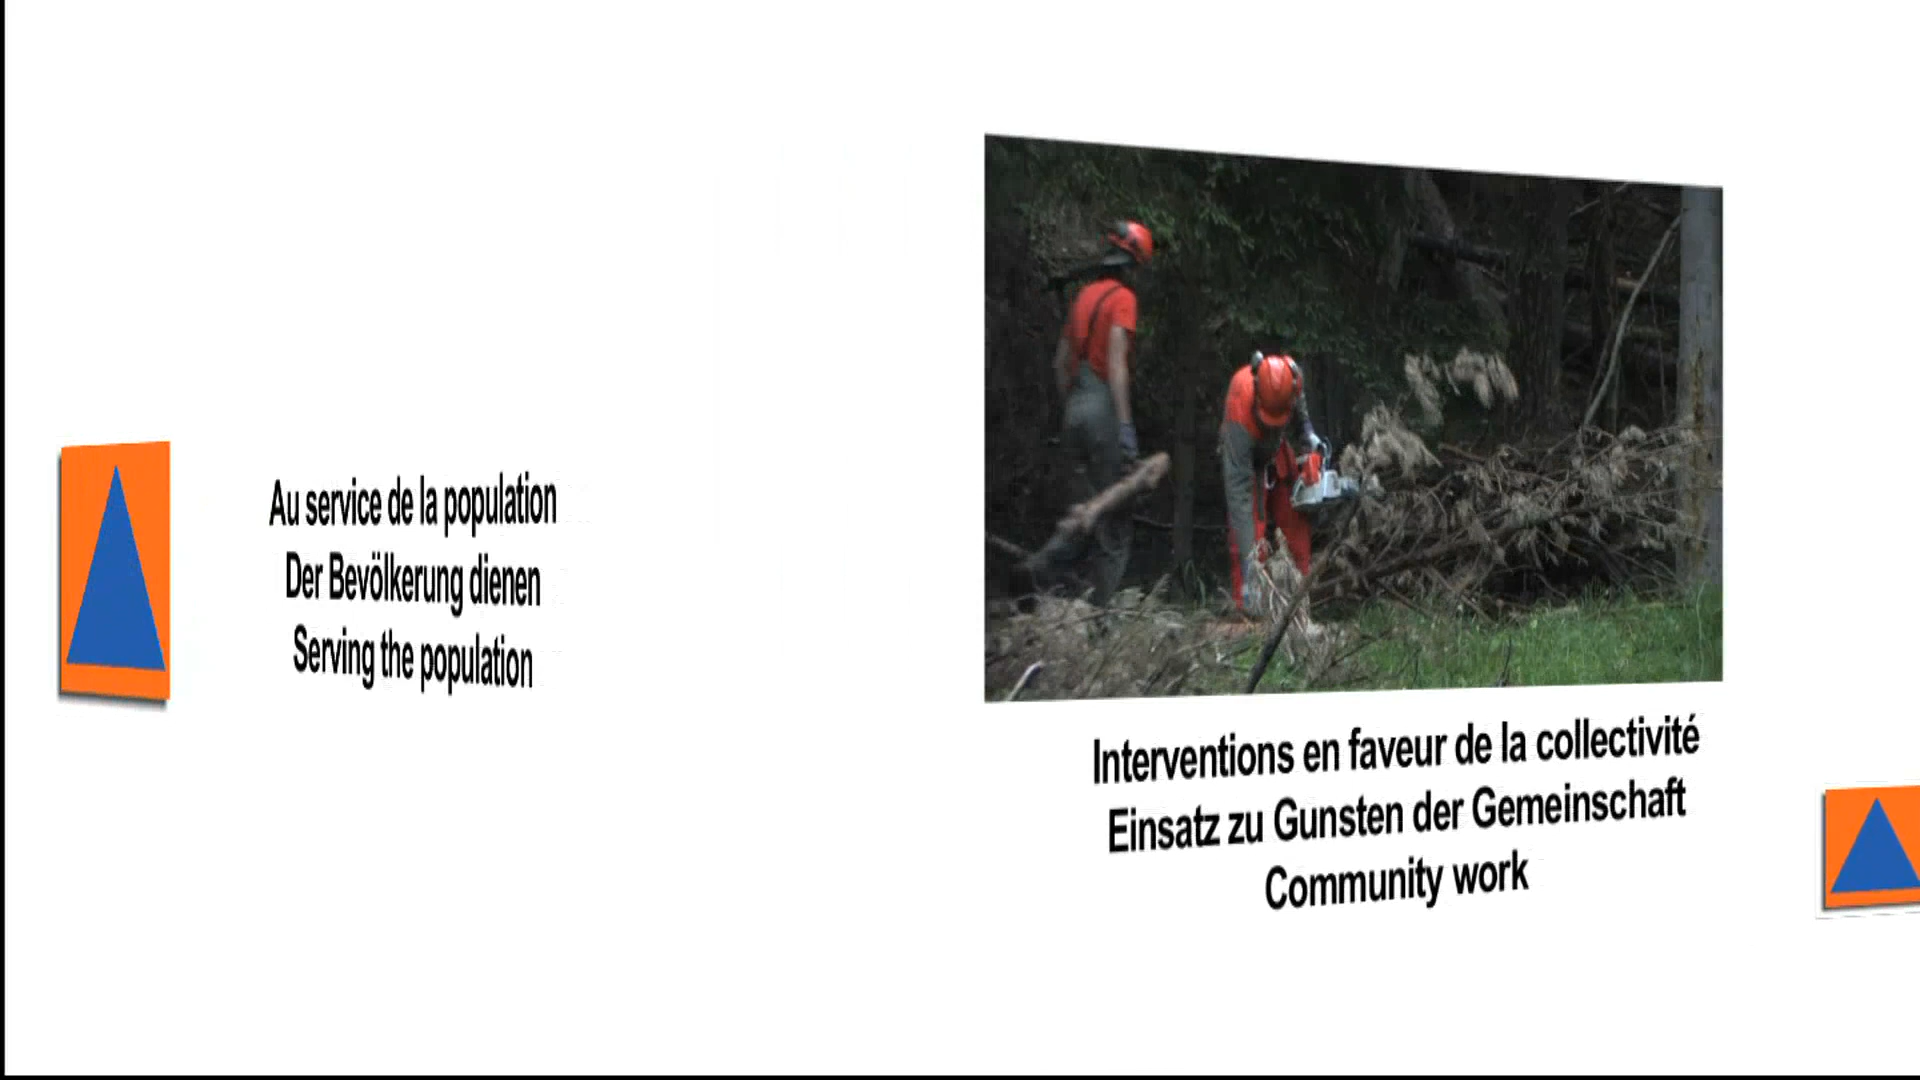 Au service de la population
Der Bevölkerung dienen
Serving the population
Interventions en faveur de la collectivité
Einsatz zu Gunsten der Gemeinschaft
Community work